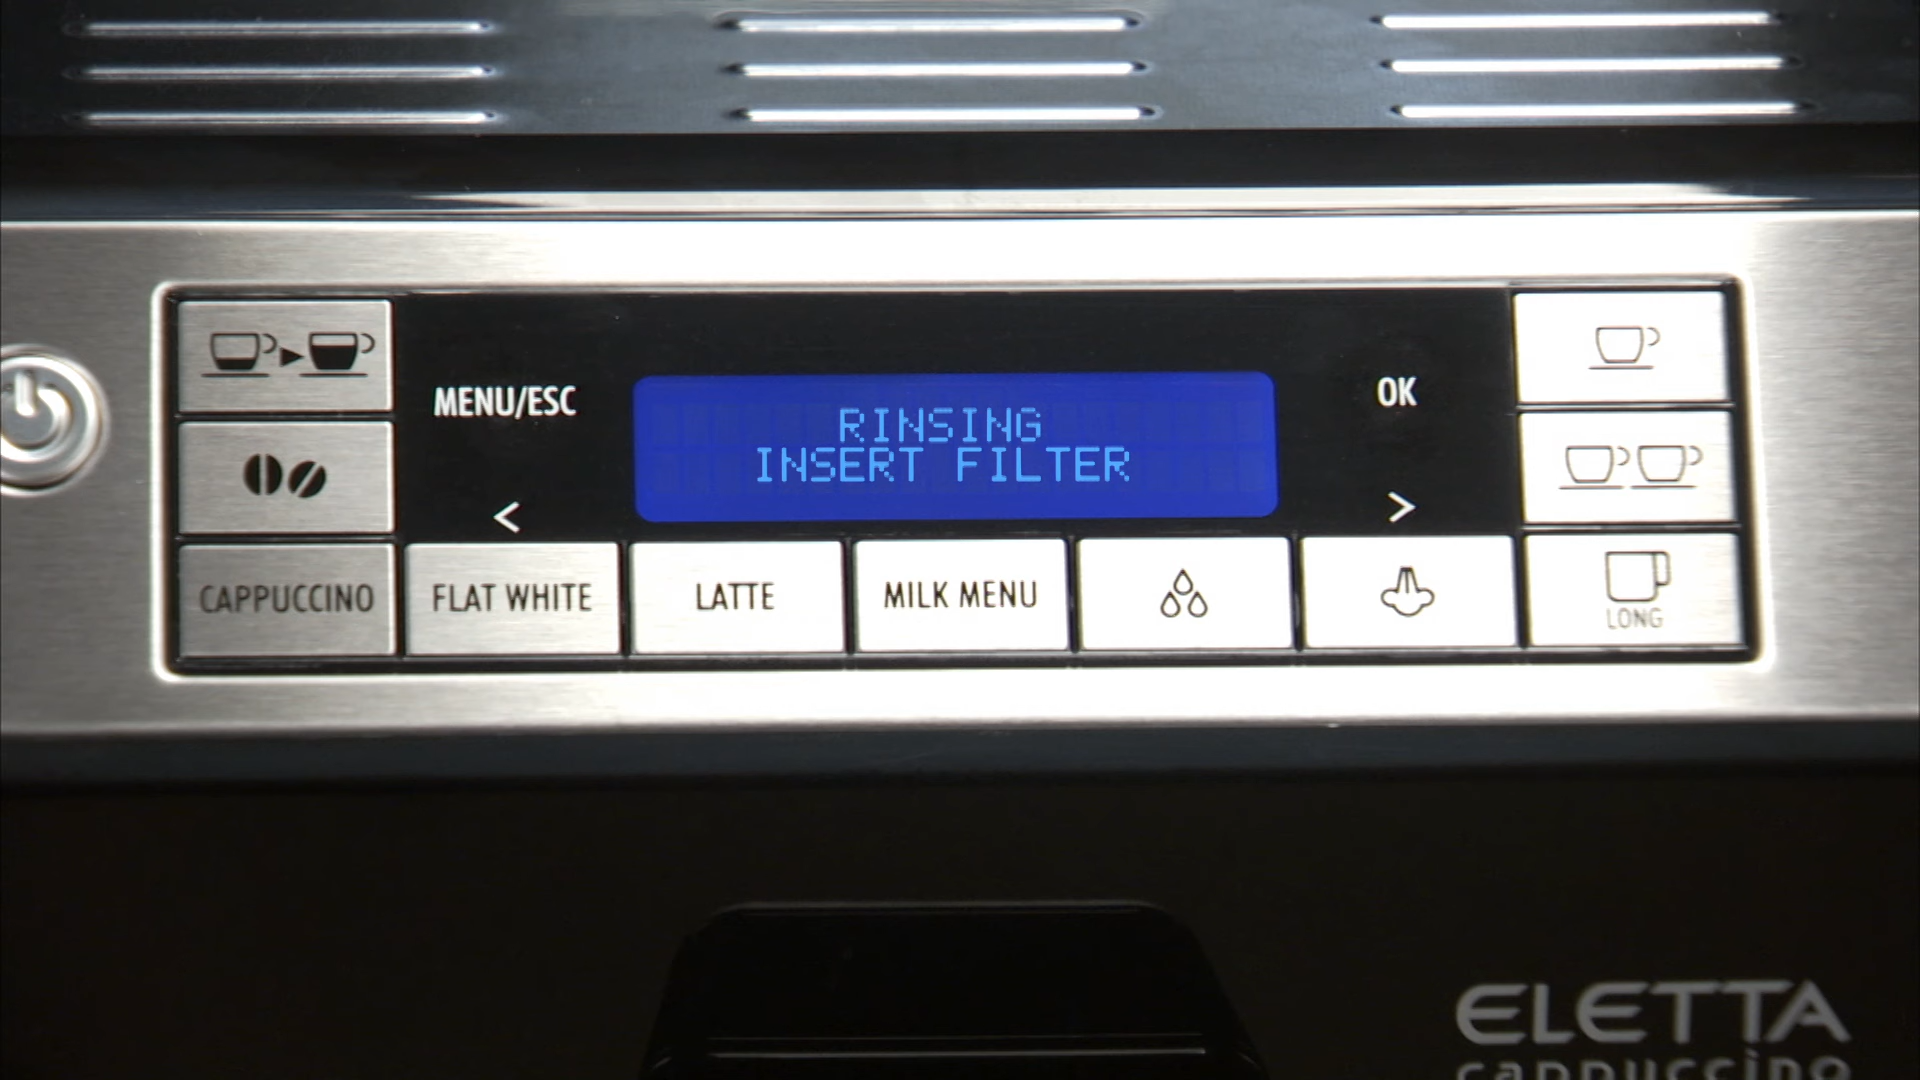 MENU/ESC
RINSING
INSERT FILTER
OK
<
>
CAPPUCCINO
FLAT WHITE
LATTE
MILK MENU
LONG
ELETTA
cappuccino